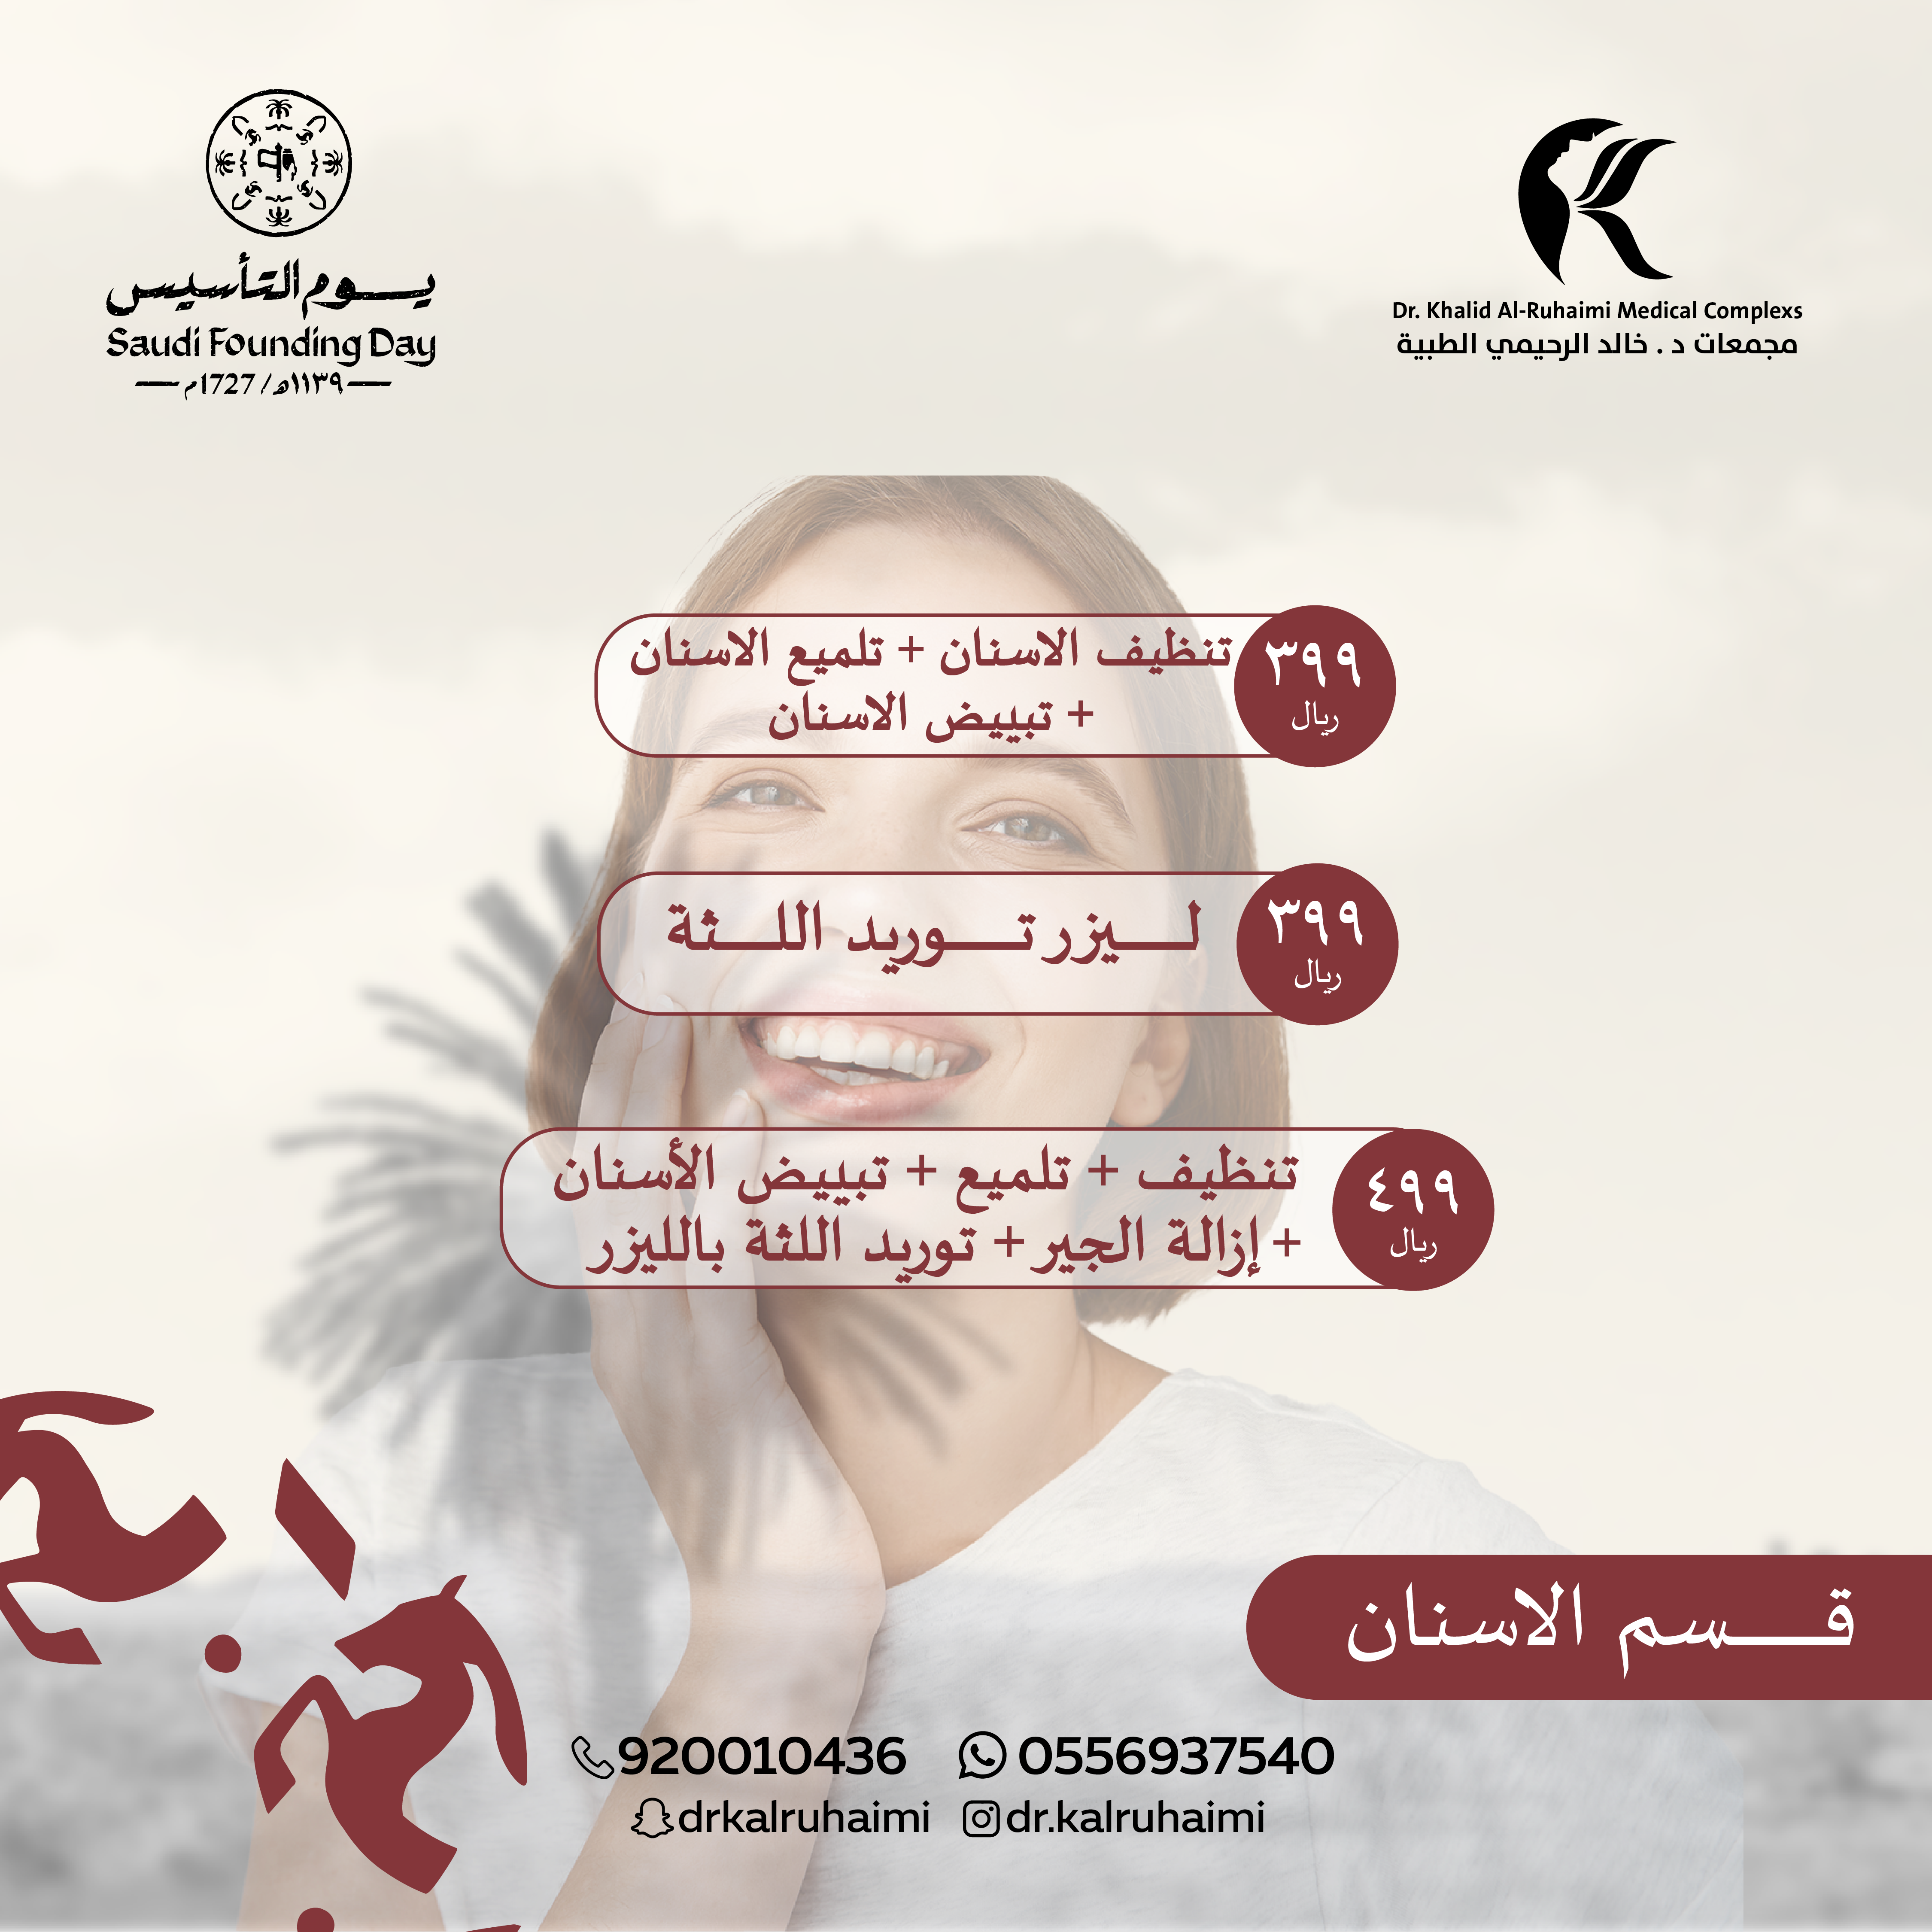 يـوم التأسيس
Saudi Founding Day
١١٣٩هـ / 1727م
Dr. Khalid Al-Ruhaimi Medical Complexs
مجمعات د . خالد الرحيمي الطبية
تنظيف الاسنان + تلميع الاسنان
+ تبييض الاسنان
٣٩٩
ريال
لـــيزر تـــوريد اللـــثة
٣٩٩
ريال
تنظيف + تلميع + تبييض الأسنان
+ إزالة الجير + توريد اللثة بالليزر
٤٩٩
ريال
قـــسم الاسنان
920010436 0556937540
drkalruhaimi dr.kalruhaimi